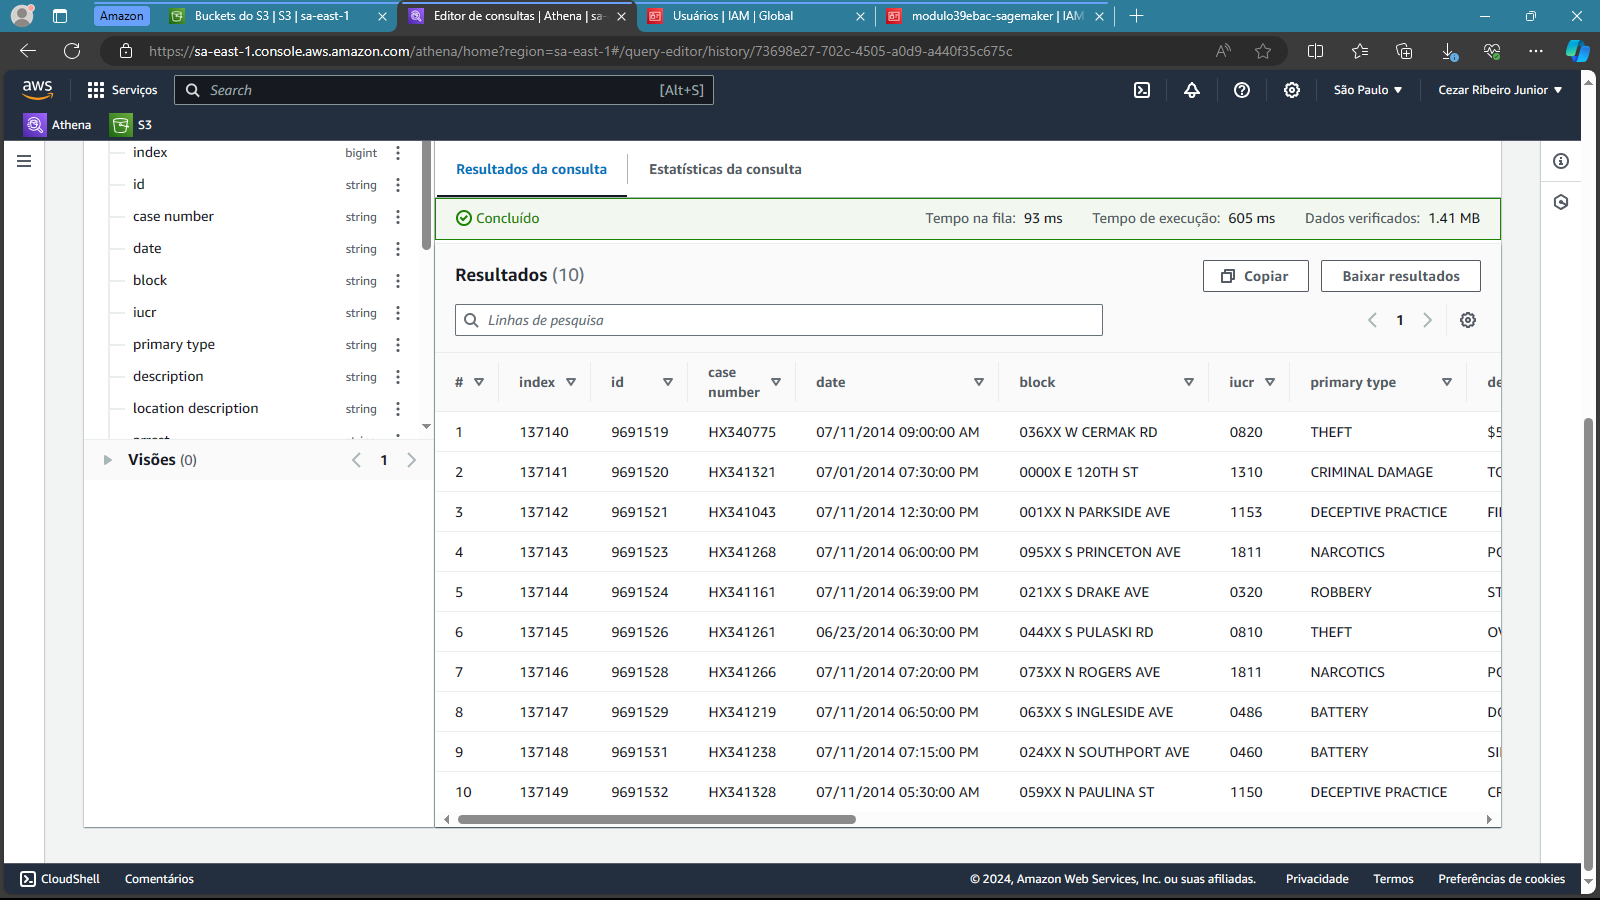 Amazon
Buckets do S3 | S3 | sa-east-1
Editor de consultas | Athena | sa-
Usuários | IAM | Global
modulo39ebac-sagemaker | IAM
https://sa-east-1.console.aws.amazon.com/athena/home?region=sa-east-1#/query-editor/history/73698e27-702c-4505-a0d9-a440f35c675c
aws
Serviços
Search
[Alt+S]
São Paulo
Cezar Ribeiro Junior
Athena
S3
index bigint
id string
case number string
date string
block string
iucr string
primary type string
description string
location description string
Visões (0)
1
Resultados da consulta
Estatísticas da consulta
Concluído
Tempo na fila: 93 ms
Tempo de execução: 605 ms
Dados verificados: 1.41 MB
Resultados (10)
Copiar
Baixar resultados
Linhas de pesquisa
1
# index id case number date block iucr primary type de
1 137140 9691519 HX340775 07/11/2014 09:00:00 AM 036XX W CERMAK RD 0820 THEFT $5
2 137141 9691520 HX341321 07/01/2014 07:30:00 PM 0000X E 120TH ST 1310 CRIMINAL DAMAGE TO
3 137142 9691521 HX341043 07/11/2014 12:30:00 PM 001XX N PARKSIDE AVE 1153 DECEPTIVE PRACTICE FI
4 137143 9691523 HX341268 07/11/2014 06:00:00 PM 095XX S PRINCETON AVE 1811 NARCOTICS PO
5 137144 9691524 HX341161 07/11/2014 06:39:00 PM 021XX S DRAKE AVE 0320 ROBBERY ST
6 137145 9691526 HX341261 06/23/2014 06:30:00 PM 044XX S PULASKI RD 0810 THEFT OV
7 137146 9691528 HX341266 07/11/2014 07:20:00 PM 073XX N ROGERS AVE 1811 NARCOTICS PO
8 137147 9691529 HX341219 07/11/2014 06:50:00 PM 063XX S INGLESIDE AVE 0486 BATTERY DO
9 137148 9691531 HX341238 07/11/2014 07:15:00 PM 024XX N SOUTHPORT AVE 0460 BATTERY SI
10 137149 9691532 HX341328 07/11/2014 05:30:00 AM 059XX N PAULINA ST 1150 DECEPTIVE PRACTICE CR
CloudShell
Comentários
© 2024, Amazon Web Services, Inc. ou suas afiliadas.
Privacidade
Termos
Preferências de cookies